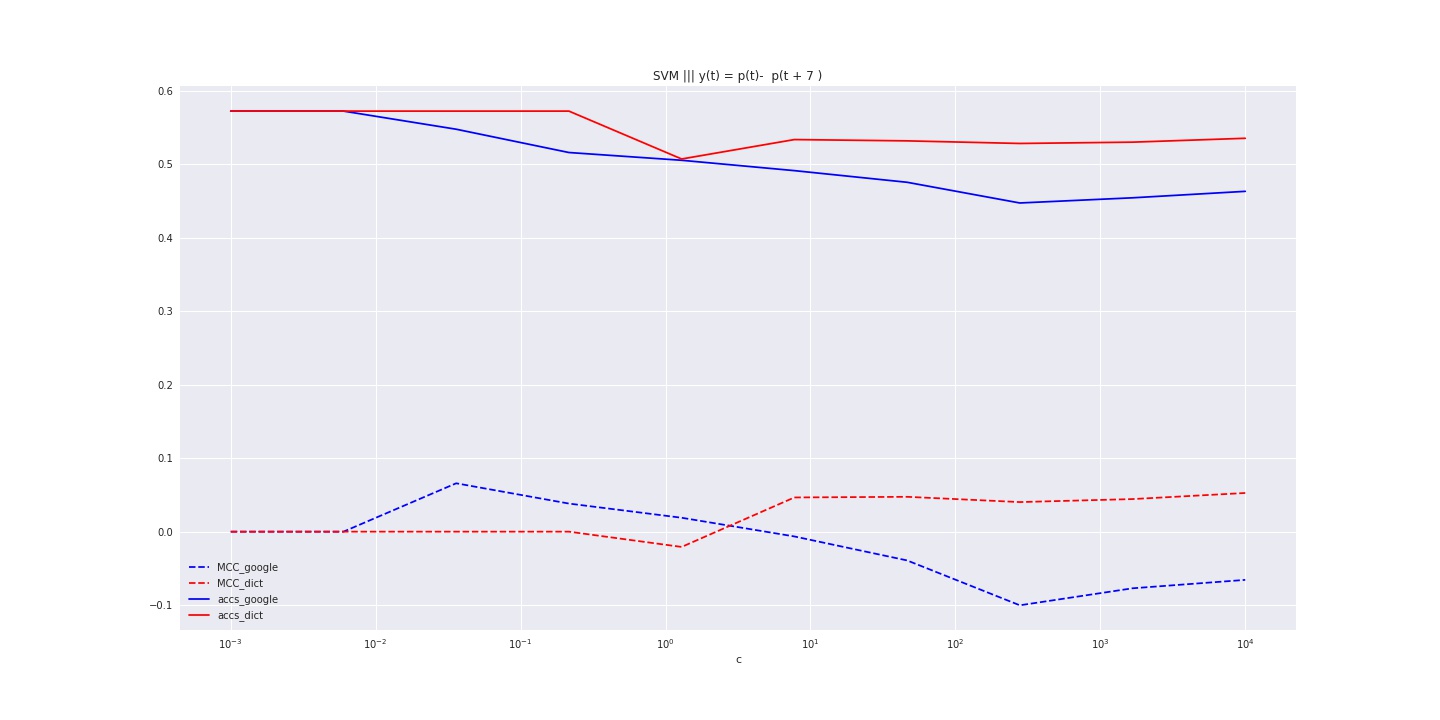 SVM ||| y(t) = p(t)-  p(t + 7 )
0.6
0.5
0.4
0.3
0.2
0.1
0.0
−0.1
MCC_google
MCC_dict
accs_google
accs_dict
10⁻³ 10⁻² 10⁻¹ 10⁰ 10¹ 10² 10³ 10⁴
c